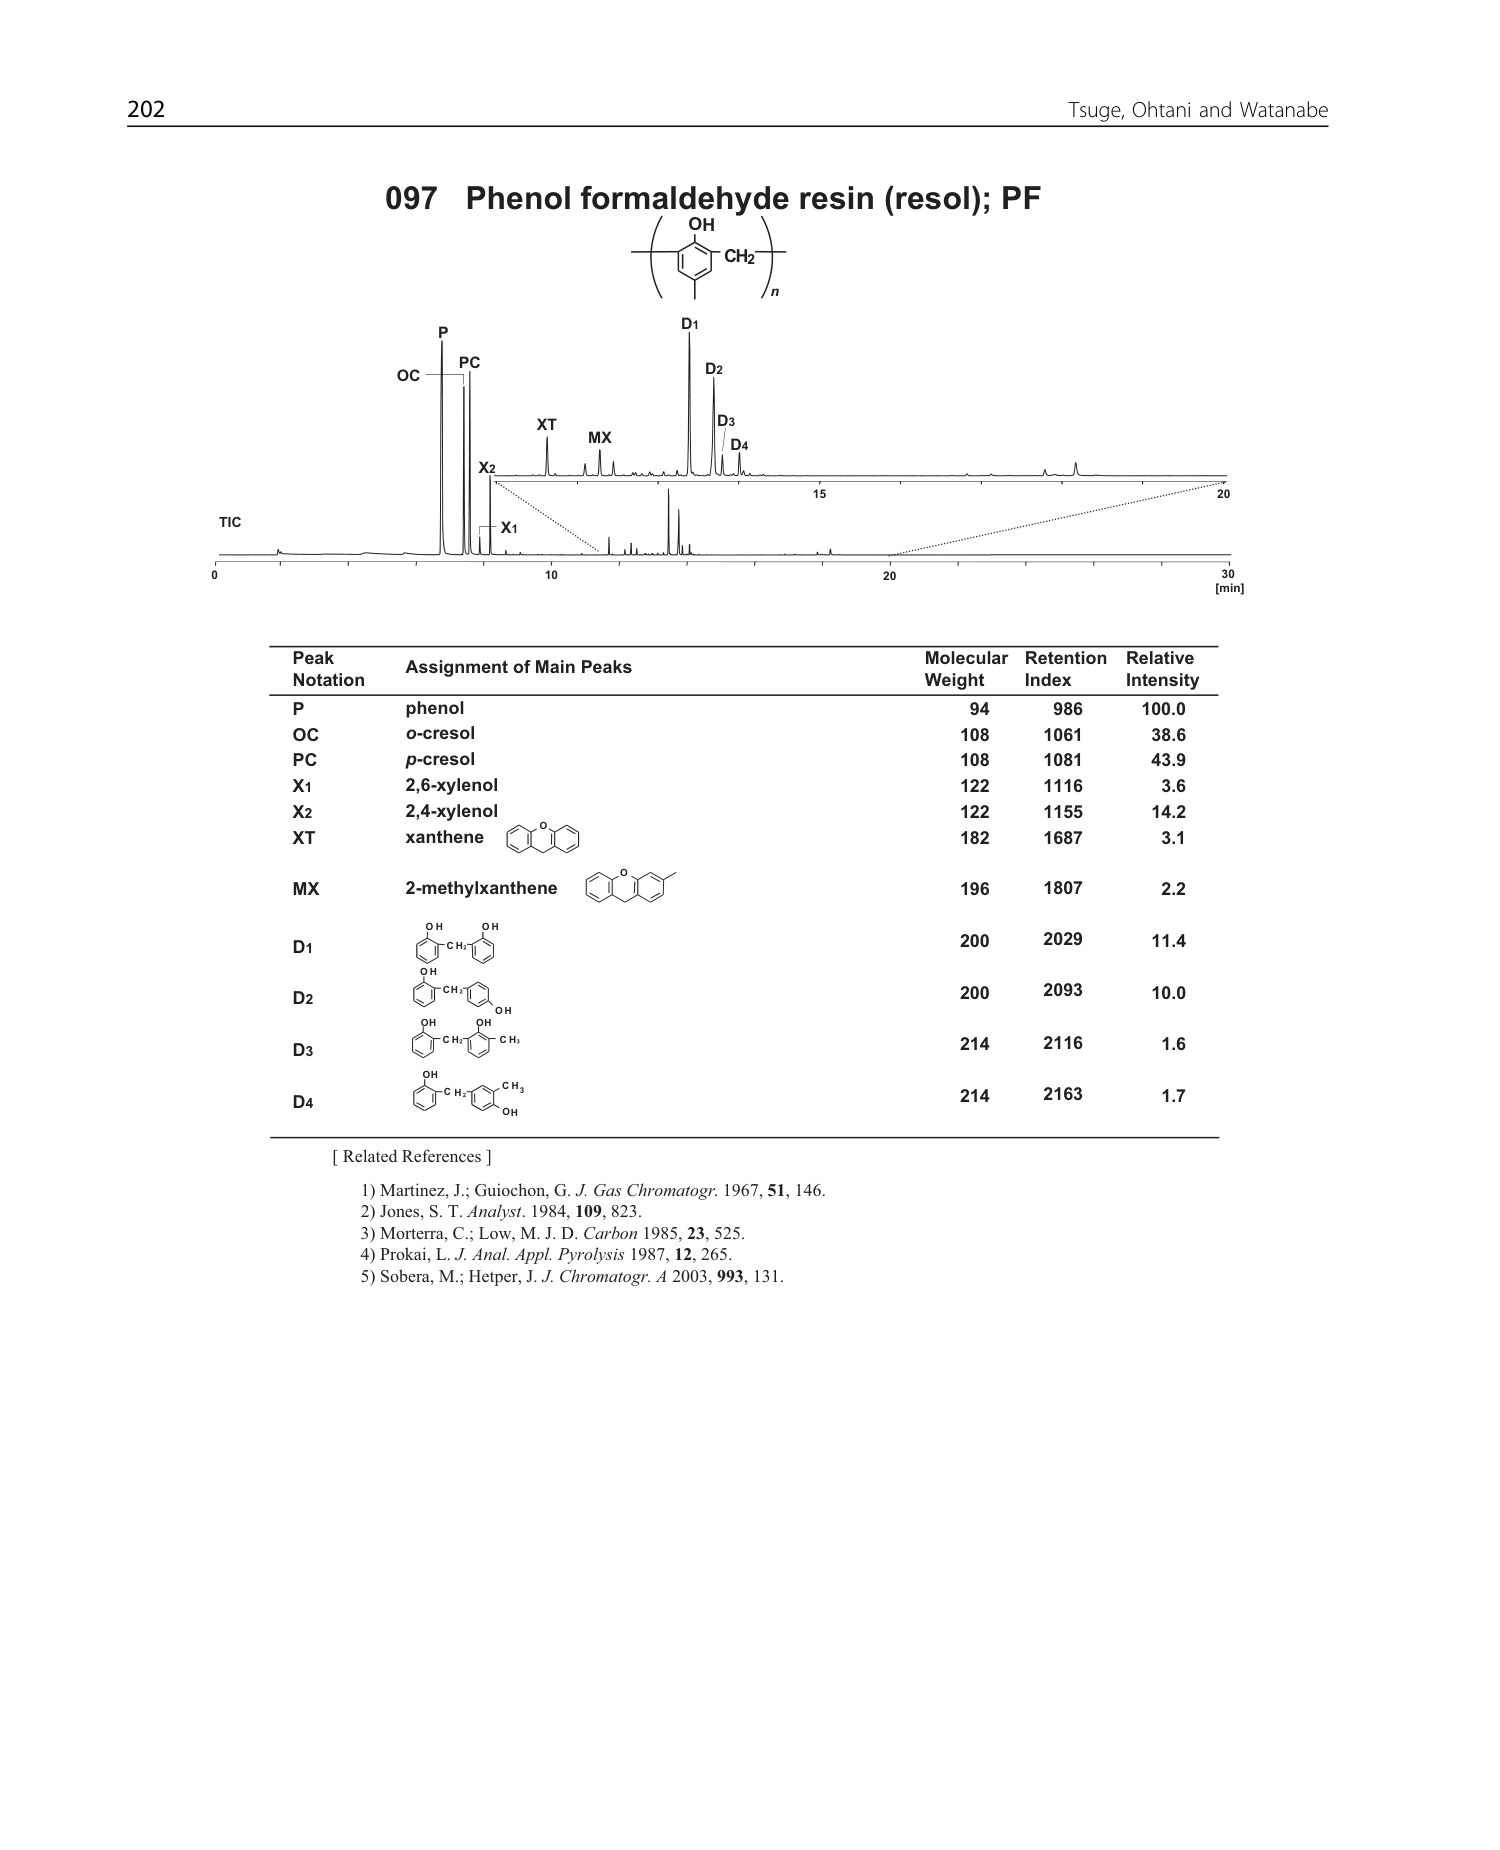 202 Tsuge, Ohtani and Watanabe
097 Phenol formaldehyde resin (resol); PF
OH
CH2
n
D1
P
PC
D2
OC
D3
XT
MX
D4
X2
15 20
TIC
X1
0 10 20 30
[min]
Peak Notation Assignment of Main Peaks Molecular Weight Retention Index Relative Intensity
P phenol 94 986 100.0
OC o-cresol 108 1061 38.6
PC p-cresol 108 1081 43.9
X1 2,6-xylenol 122 1116 3.6
X2 2,4-xylenol 122 1155 14.2
XT xanthene O 182 1687 3.1
MX 2-methylxanthene O 196 1807 2.2
OH OH
D1 CH2 200 2029 11.4
OH
D2 CH2 200 2093 10.0
OH
OH OH
D3 CH2 CH3 214 2116 1.6
OH
CH3
D4 CH2 214 2163 1.7
OH
[ Related References ]
1) Martinez, J.; Guiochon, G. J. Gas Chromatogr. 1967, 51, 146.
2) Jones, S. T. Analyst. 1984, 109, 823.
3) Morterra, C.; Low, M. J. D. Carbon 1985, 23, 525.
4) Prokai, L. J. Anal. Appl. Pyrolysis 1987, 12, 265.
5) Sobera, M.; Hetper, J. J. Chromatogr. A 2003, 993, 131.